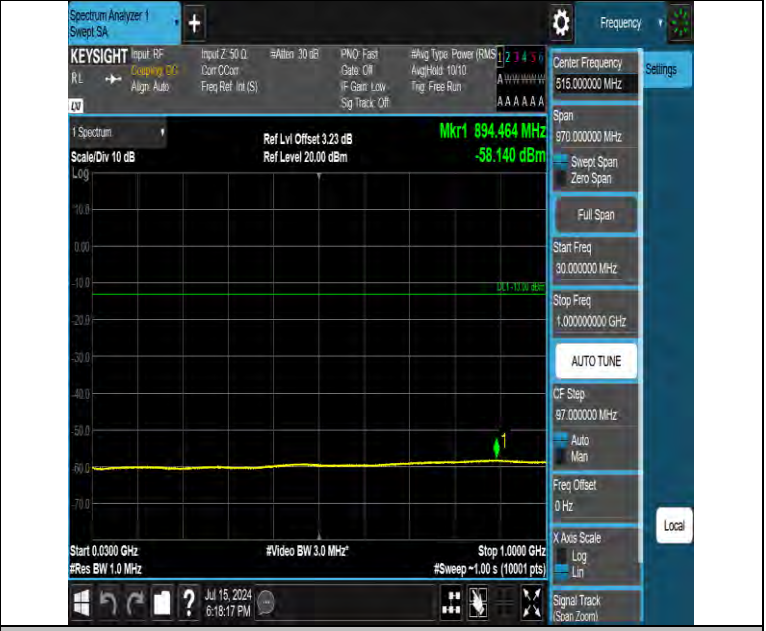 Spectrum Analyzer 1
Swept SA
+
Frequency
KEYSIGHT
RL
Input: RF
Coupling: DC
Align: Auto
Input Z: 50 Ω
Corr CCorr
Freq Ref: Int (S)
#Atten: 30 dB
PNO: Fast
Gate: Off
IF Gain: Low
Sig Track: Off
#Avg Type: Power (RMS
Avg|Hold: 10/10
Trig: Free Run
1 2 3 4 5 6
A W W W W W
A A A A A A
LXI
Center Frequency
515.000000 MHz
Settings
Span
970.000000 MHz
Swept Span
Zero Span
Full Span
Start Freq
30.000000 MHz
Stop Freq
1.000000000 GHz
AUTO TUNE
CF Step
97.000000 MHz
Auto
Man
Freq Offset
0 Hz
X Axis Scale
Log
Lin
Signal Track
(Span Zoom)
Local
1 Spectrum
Scale/Div 10 dB
Log
Ref Lvl Offset 3.23 dB
Ref Level 20.00 dBm
Mkr1 894.464 MHz
-58.140 dBm
10.0
0.00
-10.0
DL1 -13.00 dBm
-20.0
-30.0
-40.0
-50.0
1
-60.0
-70.0
Start 0.0300 GHz
#Video BW 3.0 MHz*
Stop 1.0000 GHz
#Res BW 1.0 MHz
#Sweep ~1.00 s (10001 pts)
?
Jul 15, 2024
6:18:17 PM